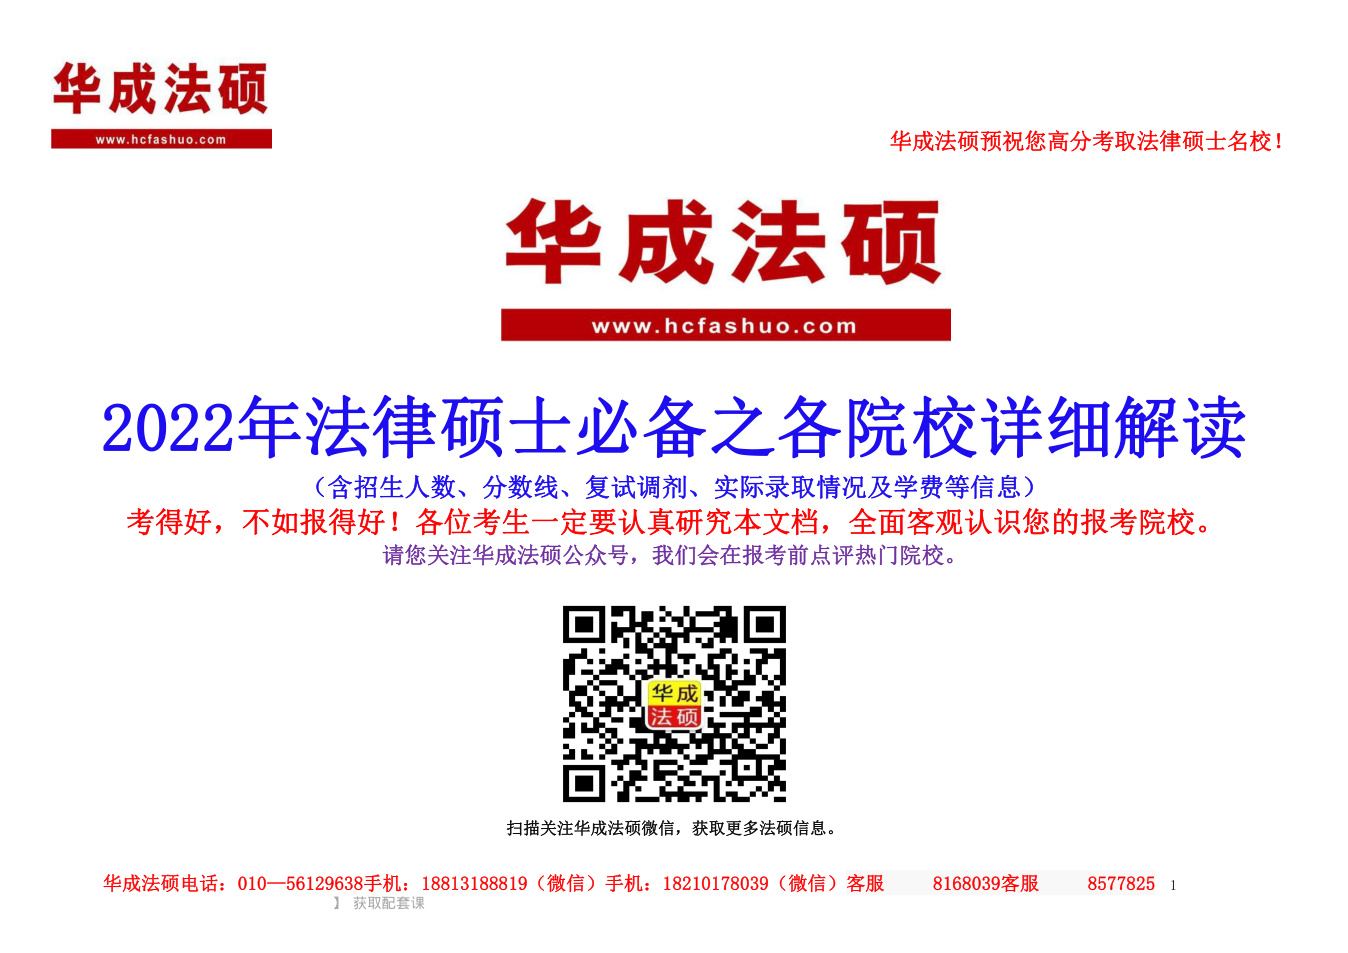 华成法硕
www.hcfashuo.com
华成法硕预祝您高分考取法律硕士名校！
华成法硕
www.hcfashuo.com
2022年法律硕士必备之各院校详细解读
（含招生人数、分数线、复试调剂、实际录取情况及学费等信息）
考得好，不如报得好！各位考生一定要认真研究本文档，全面客观认识您的报考院校。
请您关注华成法硕公众号，我们会在报考前点评热门院校。
华成
法硕
扫描关注华成法硕微信，获取更多法硕信息。
华成法硕电话：010—56129638手机：18813188819（微信）手机：18210178039（微信）客服 8168039客服 8577825 1
】 获取配套课